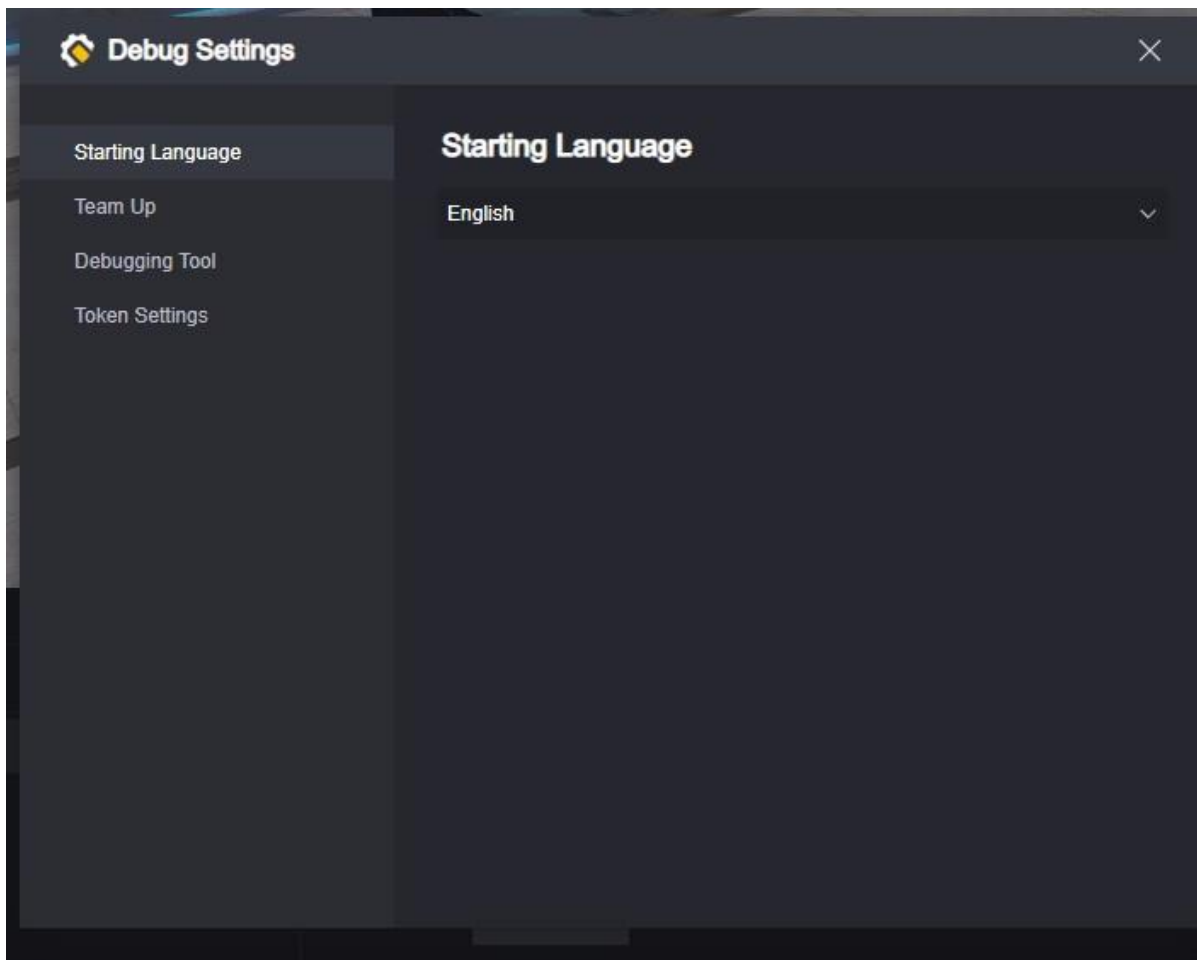 Debug Settings
Starting Language
Team Up
Debugging Tool
Token Settings
Starting Language
English